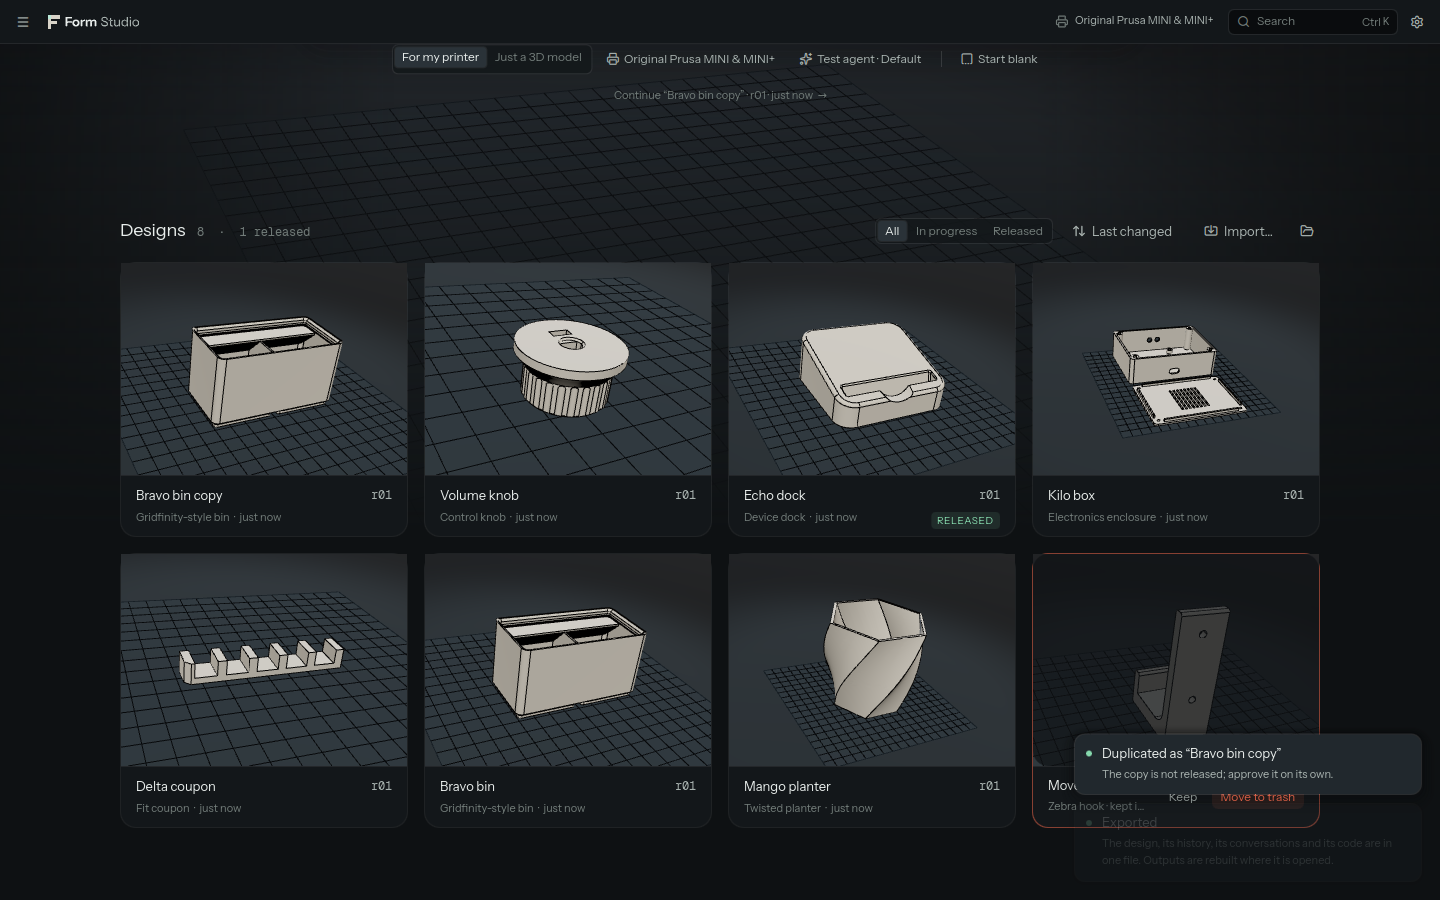 Form Studio
Original Prusa MINI & MINI+
Search
Ctrl K
For my printer
Just a 3D model
Original Prusa MINI & MINI+
Test agent · Default
Start blank
Continue “Bravo bin copy” · r01 · just now →
Designs 8 · 1 released
All
In progress
Released
Last changed
Import...
Bravo bin copy r01
Gridfinity-style bin · just now
Volume knob r01
Control knob · just now
Echo dock r01
Device dock · just now
RELEASED
Kilo box r01
Electronics enclosure · just now
Delta coupon r01
Fit coupon · just now
Bravo bin r01
Gridfinity-style bin · just now
Mango planter r01
Twisted planter · just now
Zebra hook · kept i...
Keep
Move to trash
Duplicated as “Bravo bin copy”
The copy is not released; approve it on its own.
Exported
The design, its history, its conversations and its code are in
one file. Outputs are rebuilt where it is opened.